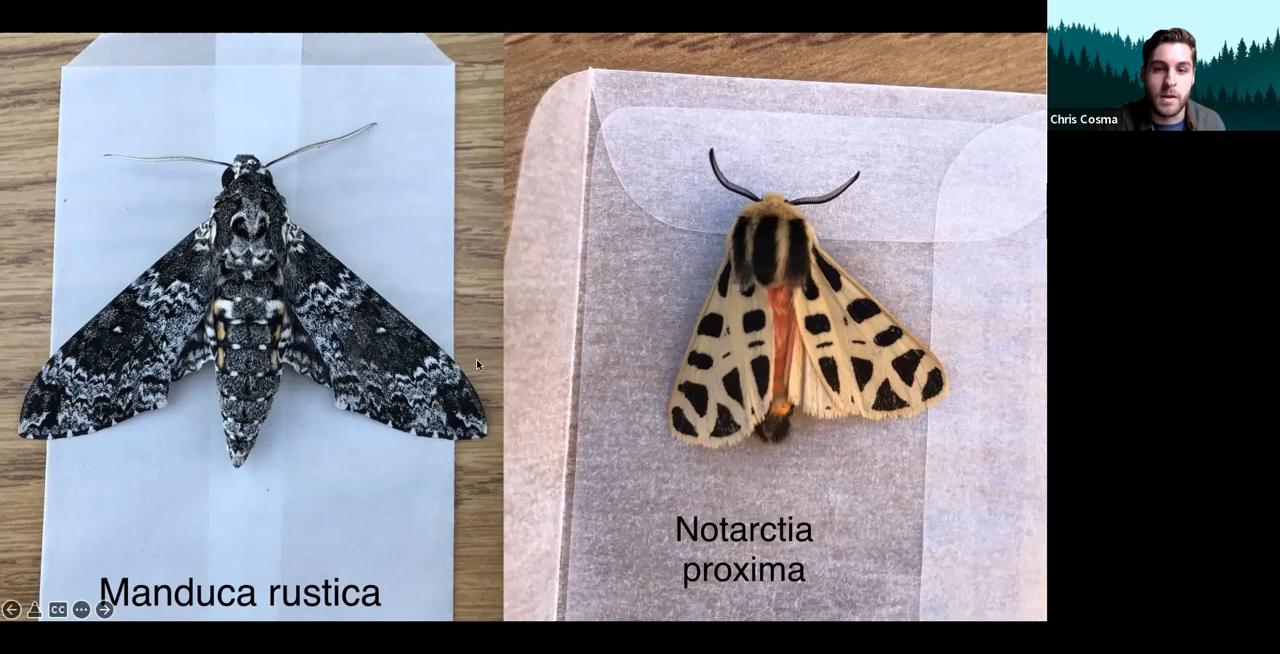 Chris Cosma
Manduca rustica
Notarctia
proxima
CC